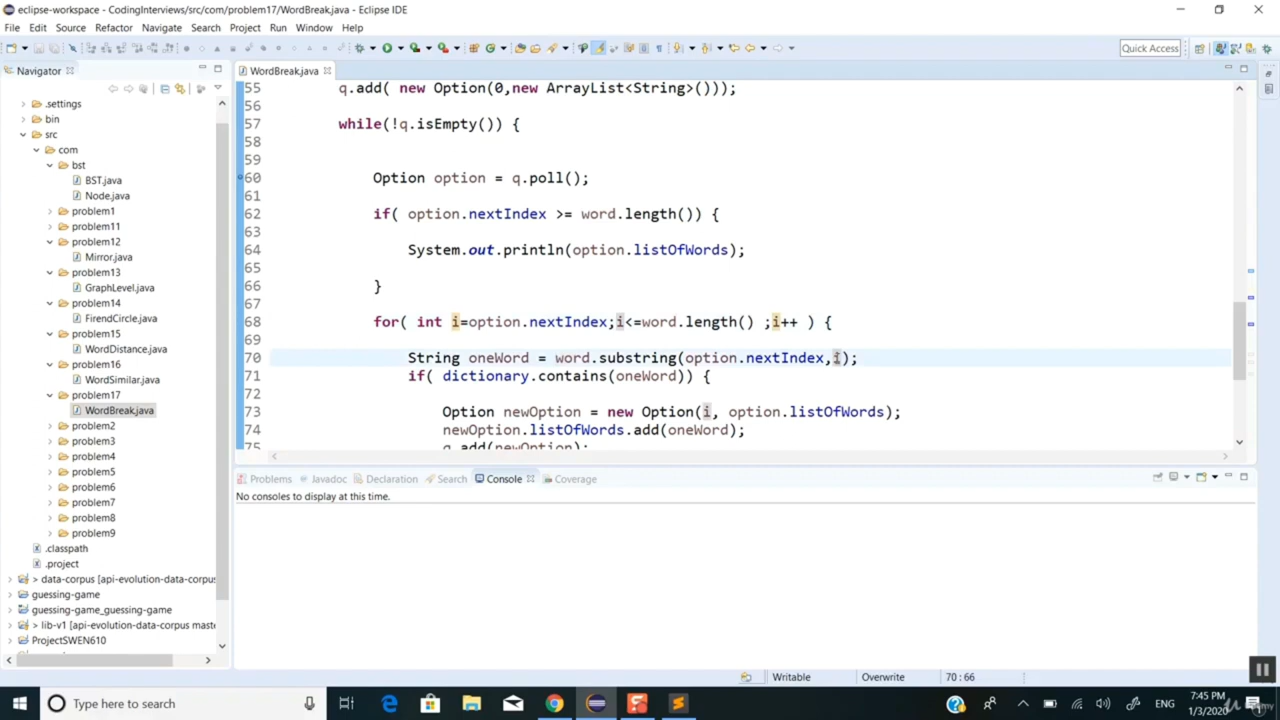 eclipse-workspace - CodingInterviews/src/com/problem17/WordBreak.java - Eclipse IDE
File Edit Source Refactor Navigate Search Project Run Window Help
Quick Access
Navigator
WordBreak.java
.settings
bin
src
com
bst
BST.java
Node.java
problem1
problem11
problem12
Mirror.java
problem13
GraphLevel.java
problem14
FirendCircle.java
problem15
WordDistance.java
problem16
WordSimilar.java
problem17
WordBreak.java
problem2
problem3
problem4
problem5
problem6
problem7
problem8
problem9
.classpath
.project
> data-corpus [api-evolution-data-corpus
guessing-game
guessing-game_guessing-game
> lib-v1 [api-evolution-data-corpus mast
ProjectSWEN610
55 q.add( new Option(0,new ArrayList<String>()));
56
57 while(!q.isEmpty()) {
58
59
60 Option option = q.poll();
61
62 if( option.nextIndex >= word.length()) {
63
64 System.out.println(option.listOfWords);
65
66 }
67
68 for( int i=option.nextIndex;i<=word.length() ;i++ ) {
69
70 String oneWord = word.substring(option.nextIndex,i);
71 if( dictionary.contains(oneWord)) {
72
73 Option newOption = new Option(i, option.listOfWords);
74 newOption.listOfWords.add(oneWord);
75 q.add(newOption);
Problems Javadoc Declaration Search Console Coverage
No consoles to display at this time.
Writable Overwrite 70 : 66
Type here to search
ENG
7:45 PM
1/3/2020